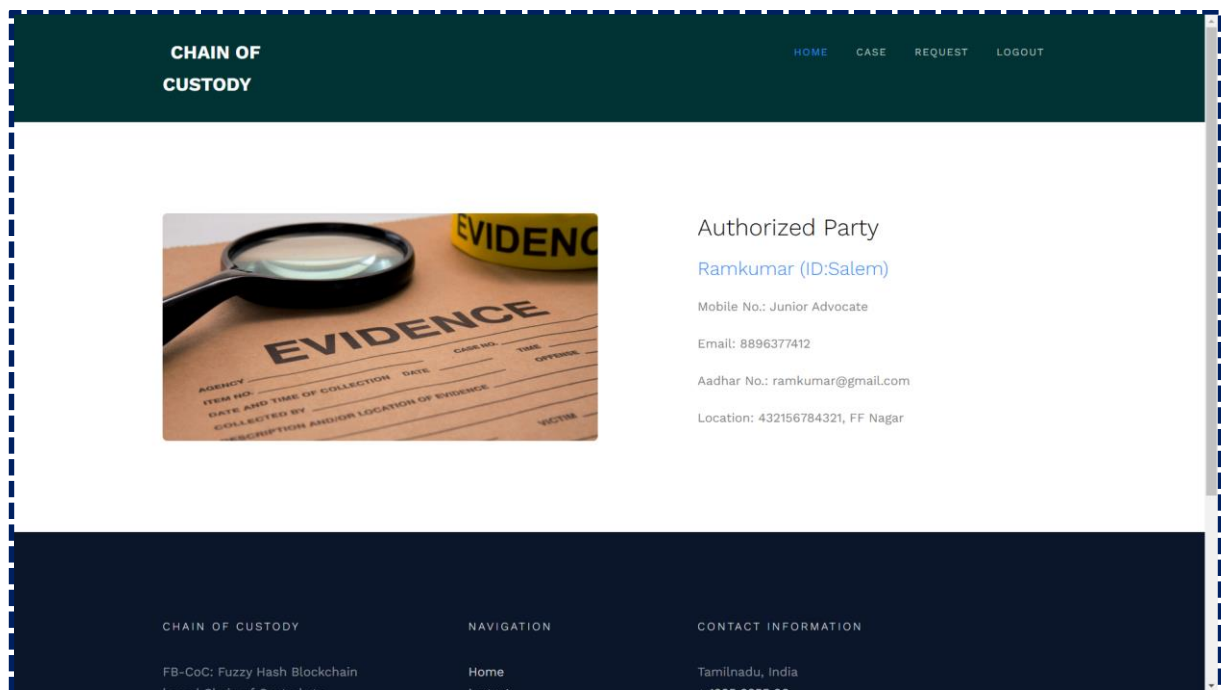 CHAIN OF
CUSTODY
HOME CASE REQUEST LOGOUT
EVIDENC
EVIDENCE
AGENCY
CASE NO.
TIME
ITEM NO.
DATE
OFFENSE
DATE AND TIME OF COLLECTION
COLLECTED BY
DESCRIPTION AND/OR LOCATION OF EVIDENCE
VICTIM
Authorized Party
Ramkumar (ID:Salem)
Mobile No.: Junior Advocate
Email: 8896377412
Aadhar No.: ramkumar@gmail.com
Location: 432156784321, FF Nagar
CHAIN OF CUSTODY
FB-CoC: Fuzzy Hash Blockchain
NAVIGATION
Home
CONTACT INFORMATION
Tamilnadu, India